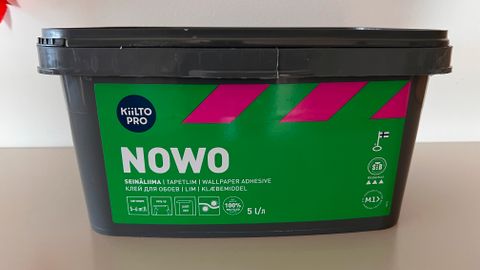 KiiLTO
PRO
NOWO
SEINÄLIIMA | TAPETLIM | WALLPAPER ADHESIVE
КЛЕЙ ДЛЯ ОБОЕВ | LIM | KLÆBEMIDDEL
100%
5 l/л
M1